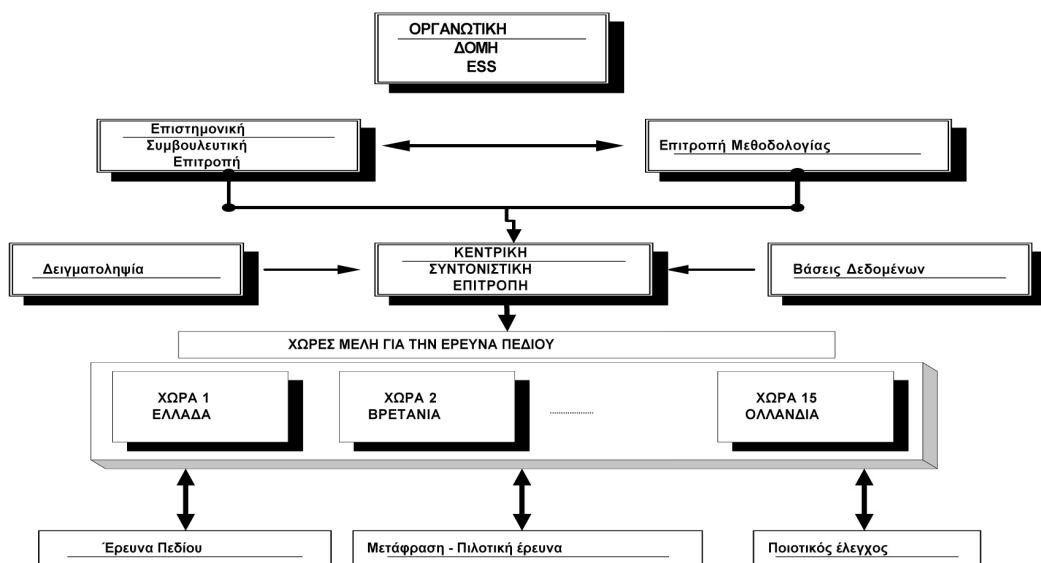 ΟΡΓΑΝΩΤΙΚΗ
ΔΟΜΗ
ESS
Επιστημονική
Συμβουλευτική
Επιτροπή
Επιτροπή Μεθοδολογίας
Δειγματοληψία
ΚΕΝΤΡΙΚΗ
ΣΥΝΤΟΝΙΣΤΙΚΗ
ΕΠΙΤΡΟΠΗ
Βάσεις Δεδομένων
ΧΩΡΕΣ ΜΕΛΗ ΓΙΑ ΤΗΝ ΕΡΕΥΝΑ ΠΕΔΙΟΥ
ΧΩΡΑ 1
ΕΛΛΑΔΑ
ΧΩΡΑ 2
ΒΡΕΤΑΝΙΑ
...............
ΧΩΡΑ 15
ΟΛΛΑΝΔΙΑ
Έρευνα Πεδίου
Μετάφραση - Πιλοτική έρευνα
Ποιοτικός έλεγχος